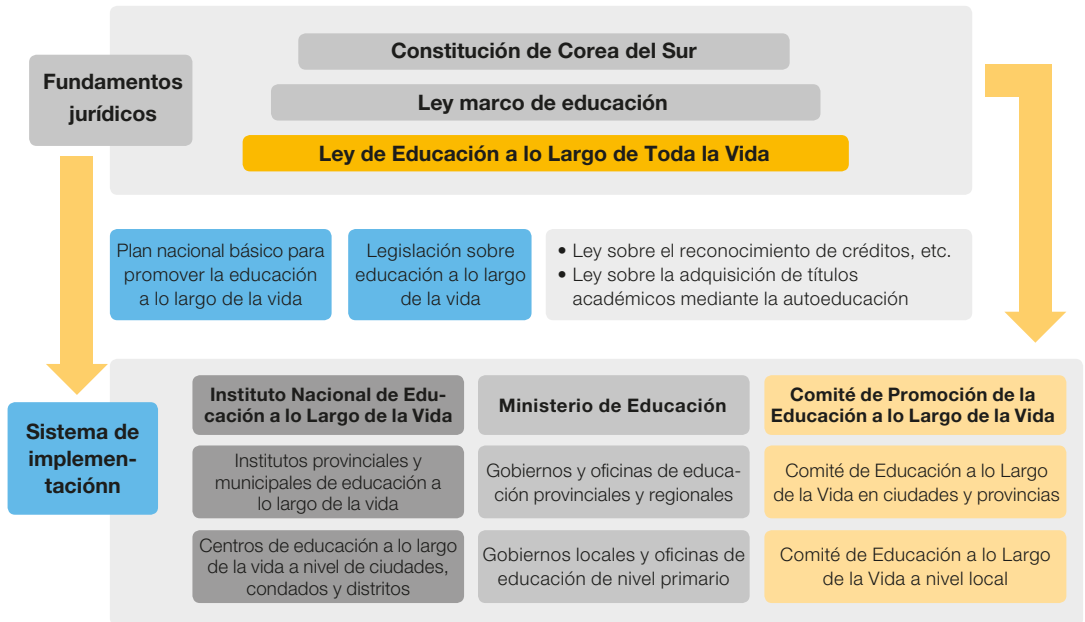 Fundamentos
jurídicos
Constitución de Corea del Sur
Ley marco de educación
Ley de Educación a lo Largo de Toda la Vida
Plan nacional básico para
promover la educación
a lo largo de la vida
Legislación sobre
educación a lo largo
de la vida
• Ley sobre el reconocimiento de créditos, etc.
• Ley sobre la adquisición de títulos
académicos mediante la autoeducación
Sistema de
implemen-
taciónn
Instituto Nacional de Edu-
cación a lo Largo de la Vida
Ministerio de Educación
Comité de Promoción de la
Educación a lo Largo de la Vida
Institutos provinciales y
municipales de educación a
lo largo de la vida
Gobiernos y oficinas de educa-
ción provinciales y regionales
Comité de Educación a lo Largo
de la Vida en ciudades y provincias
Centros de educación a lo largo
de la vida a nivel de ciudades,
condados y distritos
Gobiernos locales y oficinas de
educación de nivel primario
Comité de Educación a lo Largo
de la Vida a nivel local